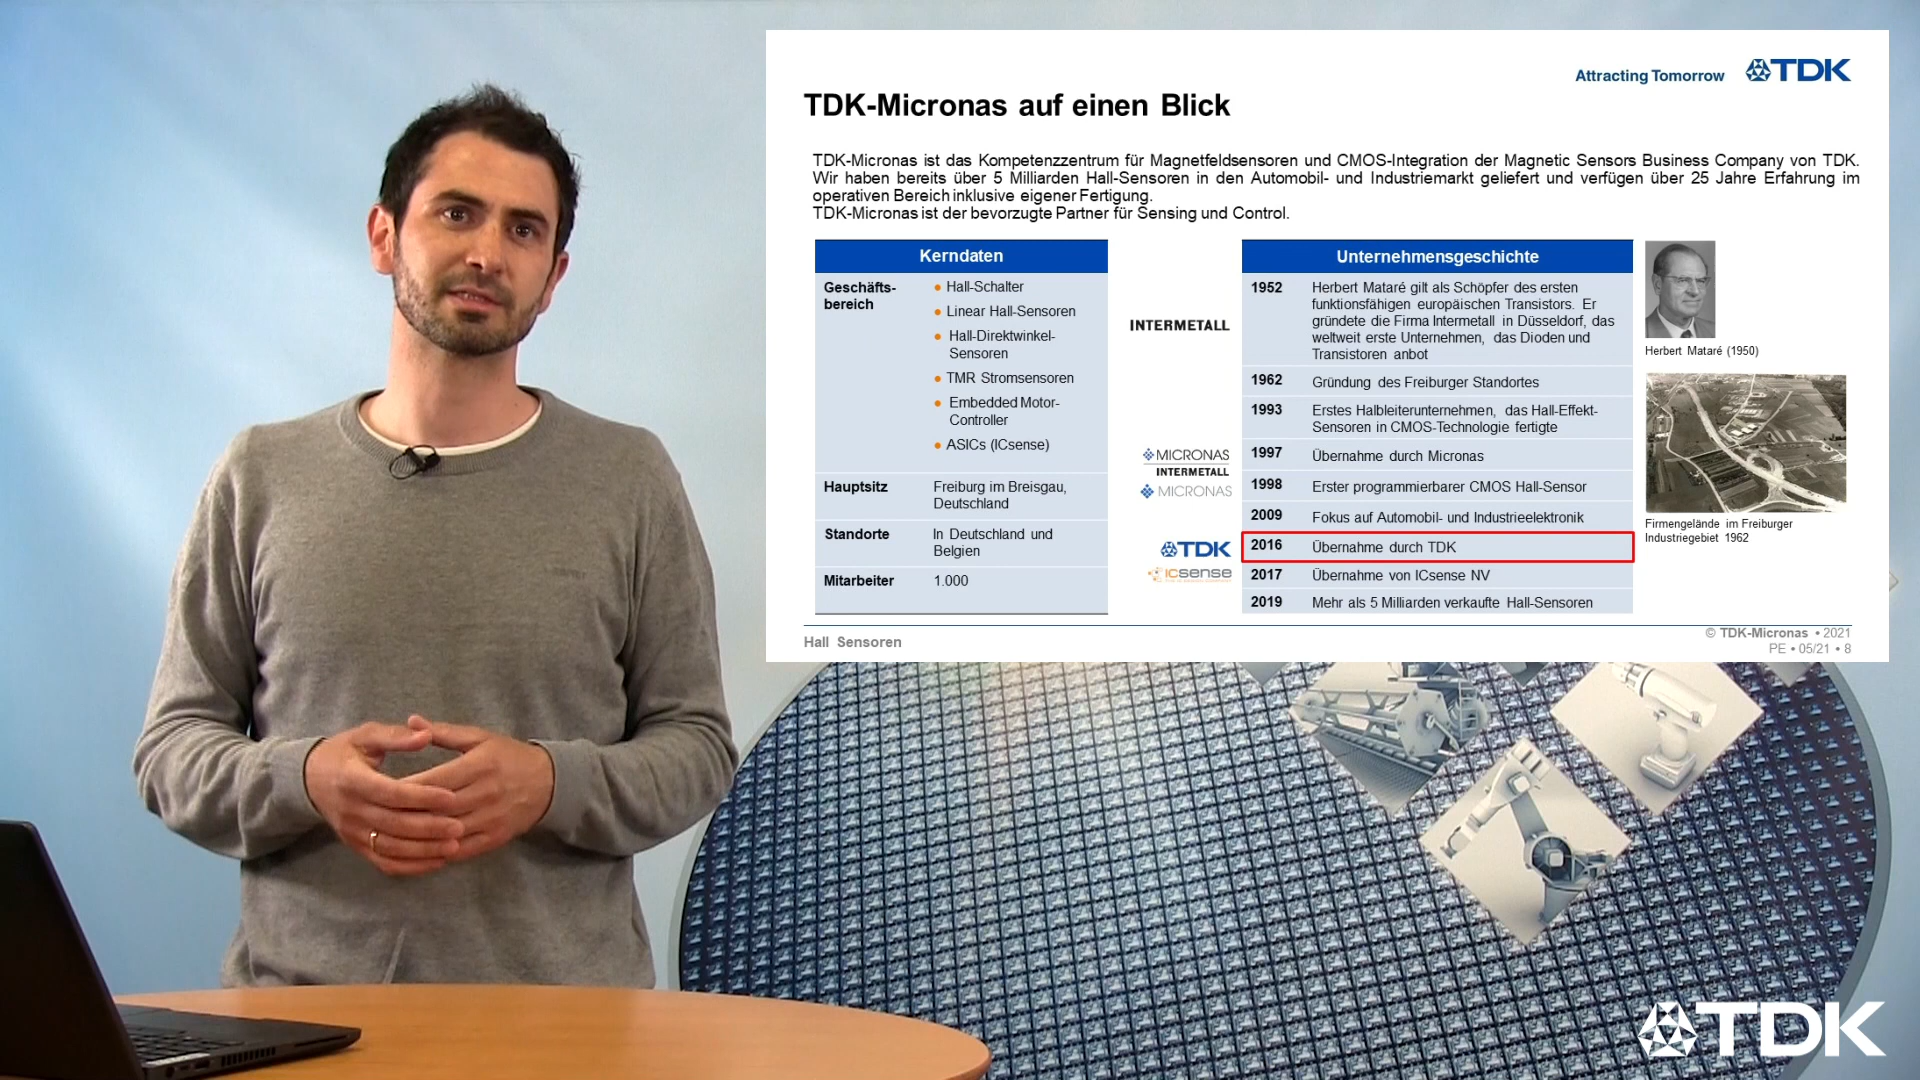 Attracting Tomorrow TDK
TDK-Micronas auf einen Blick
TDK-Micronas ist das Kompetenzzentrum für Magnetfeldsensoren und CMOS-Integration der Magnetic Sensors Business Company von TDK.
Wir haben bereits über 5 Milliarden Hall-Sensoren in den Automobil- und Industriemarkt geliefert und verfügen über 25 Jahre Erfahrung im
operativen Bereich inklusive eigener Fertigung.
TDK-Micronas ist der bevorzugte Partner für Sensing und Control.
Kerndaten
Geschäfts-
bereich
• Hall-Schalter
• Linear Hall-Sensoren
• Hall-Direktwinkel-
Sensoren
• TMR Stromsensoren
• Embedded Motor-
Controller
• ASICs (ICsense)
Hauptsitz
Freiburg im Breisgau,
Deutschland
Standorte
In Deutschland und
Belgien
Mitarbeiter
1.000
INTERMETALL
MICRONAS
INTERMETALL
MICRONAS
TDK
icsense
Unternehmensgeschichte
1952
Herbert Mataré gilt als Schöpfer des ersten
funktionsfähigen europäischen Transistors. Er
gründete die Firma Intermetall in Düsseldorf, das
weltweit erste Unternehmen, das Dioden und
Transistoren anbot
1962 Gründung des Freiburger Standortes
1993 Erstes Halbleiterunternehmen, das Hall-Effekt-
Sensoren in CMOS-Technologie fertigte
1997 Übernahme durch Micronas
1998 Erster programmierbarer CMOS Hall-Sensor
2009 Fokus auf Automobil- und Industrieelektronik
2016 Übernahme durch TDK
2017 Übernahme von ICsense NV
2019 Mehr als 5 Milliarden verkaufte Hall-Sensoren
Herbert Mataré (1950)
Firmengelände im Freiburger
Industriegebiet 1962
Hall Sensoren
© TDK-Micronas • 2021
PE • 05/21 • 8
TDK